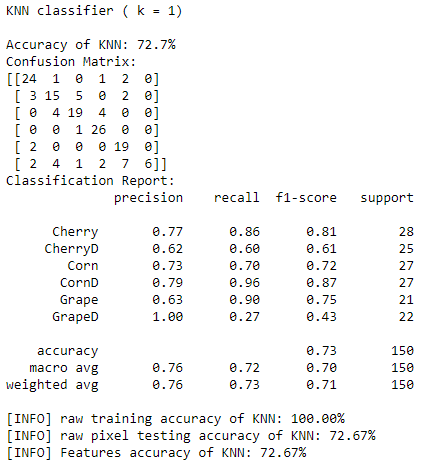 KNN classifier ( k = 1)
Accuracy of KNN: 72.7%
Confusion Matrix:
[[24  1  0  1  2  0]
 [ 3 15  5  0  2  0]
 [ 0  4 19  4  0  0]
 [ 0  0  1 26  0  0]
 [ 2  0  0  0 19  0]
 [ 2  4  1  2  7  6]]
Classification Report:
              precision    recall  f1-score   support
      Cherry       0.77      0.86      0.81        28
     CherryD       0.62      0.60      0.61        25
        Corn       0.73      0.70      0.72        27
       CornD       0.79      0.96      0.87        27
       Grape       0.63      0.90      0.75        21
      GrapeD       1.00      0.27      0.43        22
    accuracy                           0.73       150
   macro avg       0.76      0.72      0.70       150
weighted avg       0.76      0.73      0.71       150
[INFO] raw training accuracy of KNN: 100.00%
[INFO] raw pixel testing accuracy of KNN: 72.67%
[INFO] Features accuracy of KNN: 72.67%